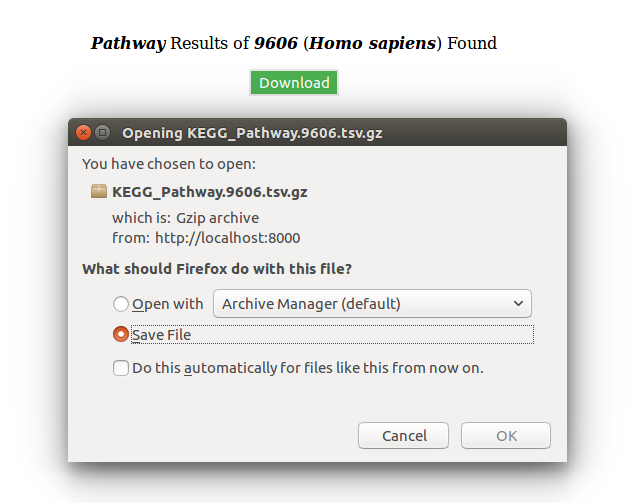 Pathway Results of 9606 (Homo sapiens) Found
Download
Opening KEGG_Pathway.9606.tsv.gz
You have chosen to open:
KEGG_Pathway.9606.tsv.gz
which is: Gzip archive
from: http://localhost:8000
What should Firefox do with this file?
Open with Archive Manager (default)
Save File
Do this automatically for files like this from now on.
Cancel OK